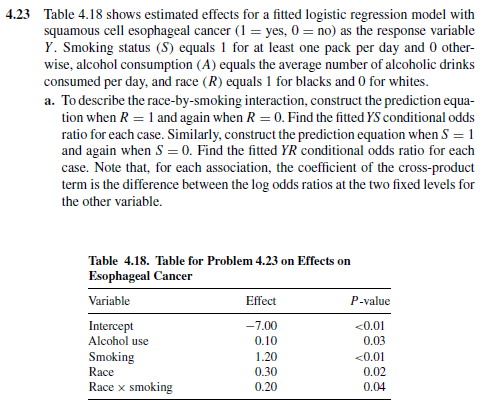 4.23 Table 4.18 shows estimated effects for a fitted logistic regression model with
squamous cell esophageal cancer (1 = yes, 0 = no) as the response variable
Y. Smoking status (S) equals 1 for at least one pack per day and 0 other-
wise, alcohol consumption (A) equals the average number of alcoholic drinks
consumed per day, and race (R) equals 1 for blacks and 0 for whites.
a. To describe the race-by-smoking interaction, construct the prediction equa-
tion when R = 1 and again when R = 0. Find the fitted YS conditional odds
ratio for each case. Similarly, construct the prediction equation when S = 1
and again when S = 0. Find the fitted YR conditional odds ratio for each
case. Note that, for each association, the coefficient of the cross-product
term is the difference between the log odds ratios at the two fixed levels for
the other variable.
Table 4.18. Table for Problem 4.23 on Effects on
Esophageal Cancer
Variable Effect P-value
Intercept −7.00 <0.01
Alcohol use 0.10 0.03
Smoking 1.20 <0.01
Race 0.30 0.02
Race × smoking 0.20 0.04